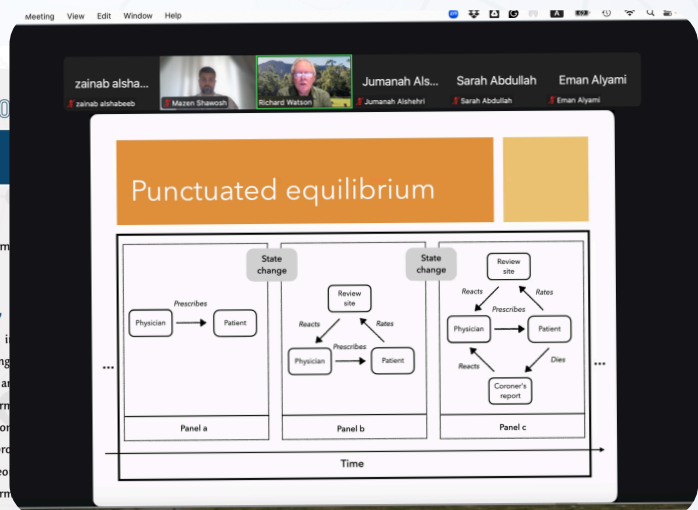 Meeting View Edit Window Help
zainab alsha...
Jumanah Als...
Sarah Abdullah
Eman Alyami
zainab alshabeeb
Mazen Shawosh
Richard Watson
Jumanah Alshehri
Sarah Abdullah
Eman Alyami
Punctuated equilibrium
State
change
State
change
Physician
Prescribes
Patient
Review
site
Reacts
Rates
Prescribes
Physician
Patient
Review
site
Reacts
Rates
Prescribes
Physician
Patient
Reacts
Dies
Coroner's
report
...
...
Panel a
Panel b
Panel c
Time